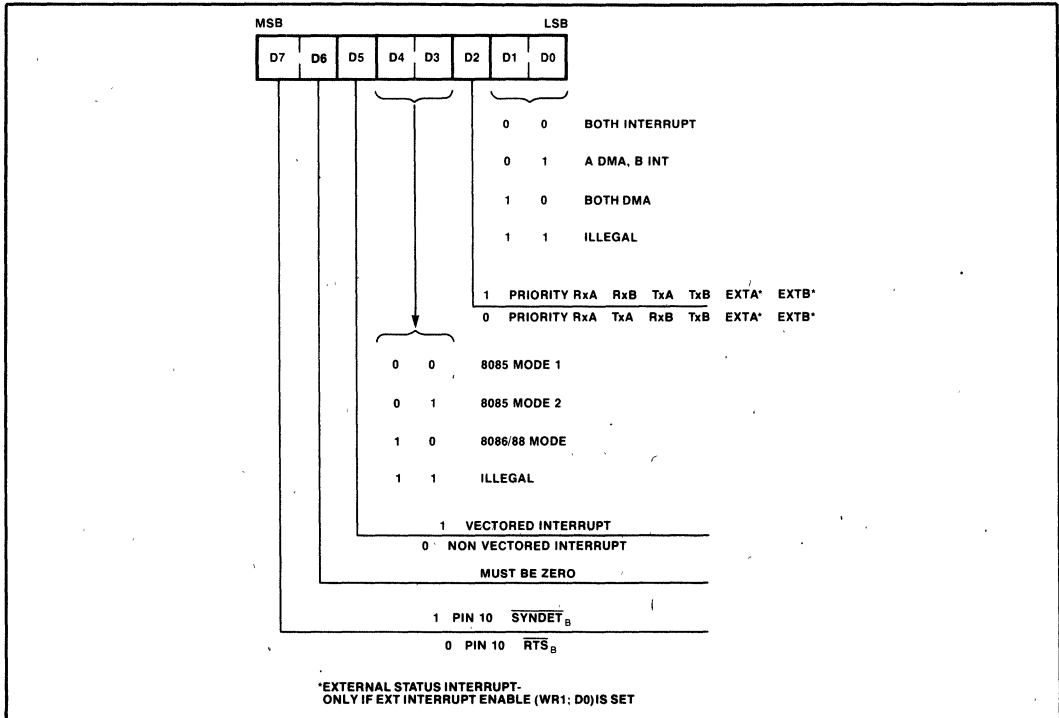 MSB LSB
D7 D6 D5 D4 D3 D2 D1 D0
0 0 BOTH INTERRUPT
0 1 A DMA, B INT
1 0 BOTH DMA
1 1 ILLEGAL
1 PRIORITY RxA RxB TxA TxB EXTA* EXTB*
0 PRIORITY RxA TxA RxB TxB EXTA* EXTB*
0 0 8085 MODE 1
0 1 8085 MODE 2
1 0 8086/88 MODE
1 1 ILLEGAL
1 VECTORED INTERRUPT
0 NON VECTORED INTERRUPT
MUST BE ZERO
1 PIN 10 SYNDET B
0 PIN 10 RTS B
*EXTERNAL STATUS INTERRUPT-
ONLY IF EXT INTERRUPT ENABLE (WR1; D0) IS SET